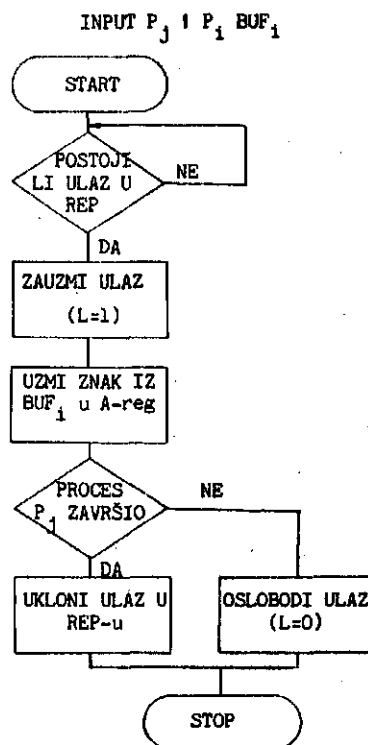 INPUT P_j ! P_i BUF_i
START
POSTOJI
LI ULAZ U
REP
NE
DA
ZAUZMI ULAZ
(L=1)
UZMI ZNAK IZ
BUF_i u A-reg
PROCES
P_j ZAVRŠIO
NE
DA
UKLONI ULAZ U
REP-u
OSLOBODI ULAZ
(L=0)
STOP